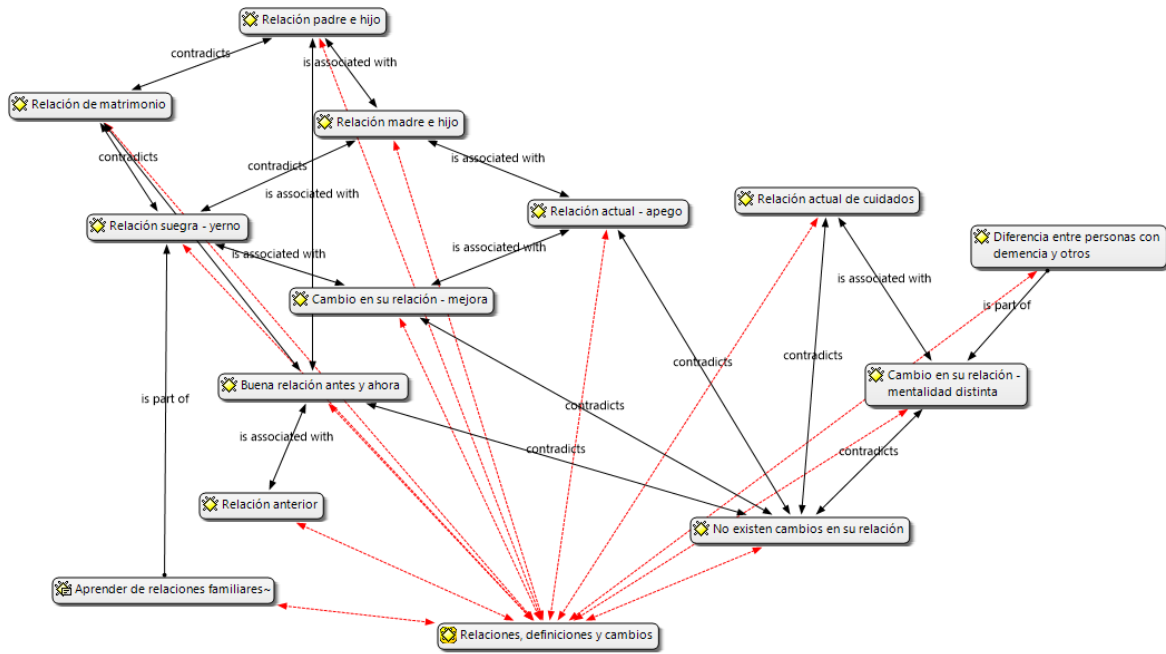 Relación padre e hijo
contradicts
is associated with
Relación de matrimonio
Relación madre e hijo
contradicts
contradicts
is associated with
is associated with
Relación actual de cuidados
Relación actual - apego
Relación suegra - yerno
Diferencia entre personas con
demencia y otros
is associated with
is associated with
is associated with
Cambio en su relación - mejora
is part of
contradicts
Cambio en su relación -
mentalidad distinta
contradicts
Buena relación antes y ahora
is part of
contradicts
is associated with
contradicts
contradicts
Relación anterior
No existen cambios en su relación
Aprender de relaciones familiares~
Relaciones, definiciones y cambios